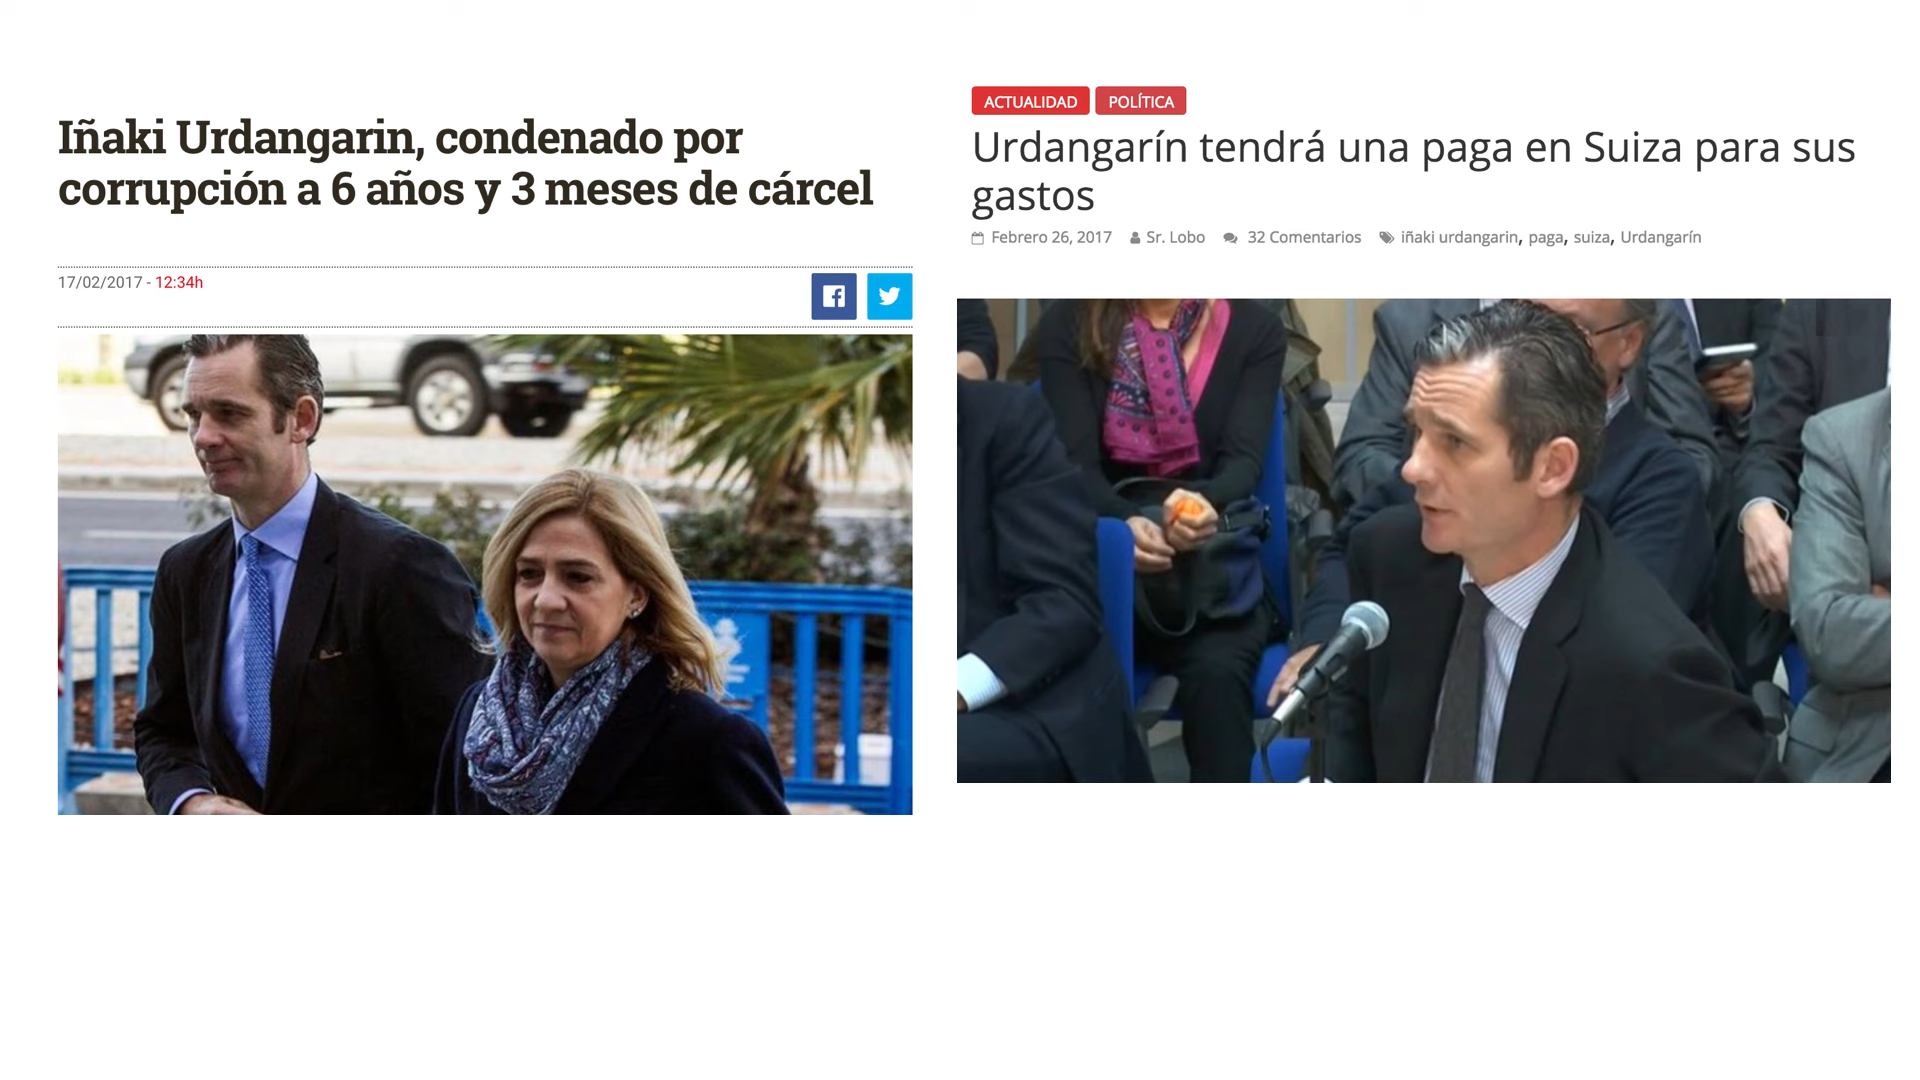 Iñaki Urdangarin, condenado por
corrupción a 6 años y 3 meses de cárcel
17/02/2017 - 12:34h
ACTUALIDAD POLÍTICA
Urdangarín tendrá una paga en Suiza para sus
gastos
Febrero 26, 2017 Sr. Lobo 32 Comentarios iñaki urdangarin, paga, suiza, Urdangarín